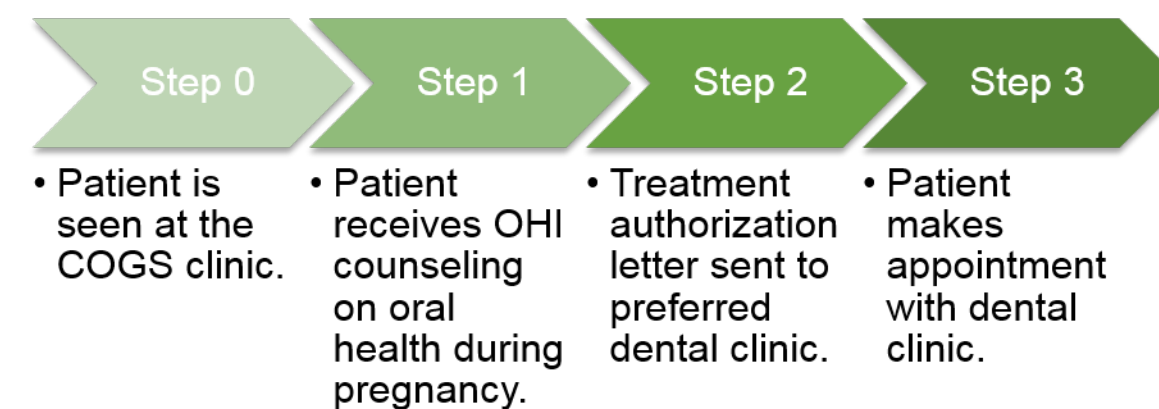 Step 0
• Patient is
seen at the
COGS clinic.
Step 1
• Patient
receives OHI
counseling
on oral
health during
pregnancy.
Step 2
• Treatment
authorization
letter sent to
preferred
dental clinic.
Step 3
• Patient
makes
appointment
with dental
clinic.